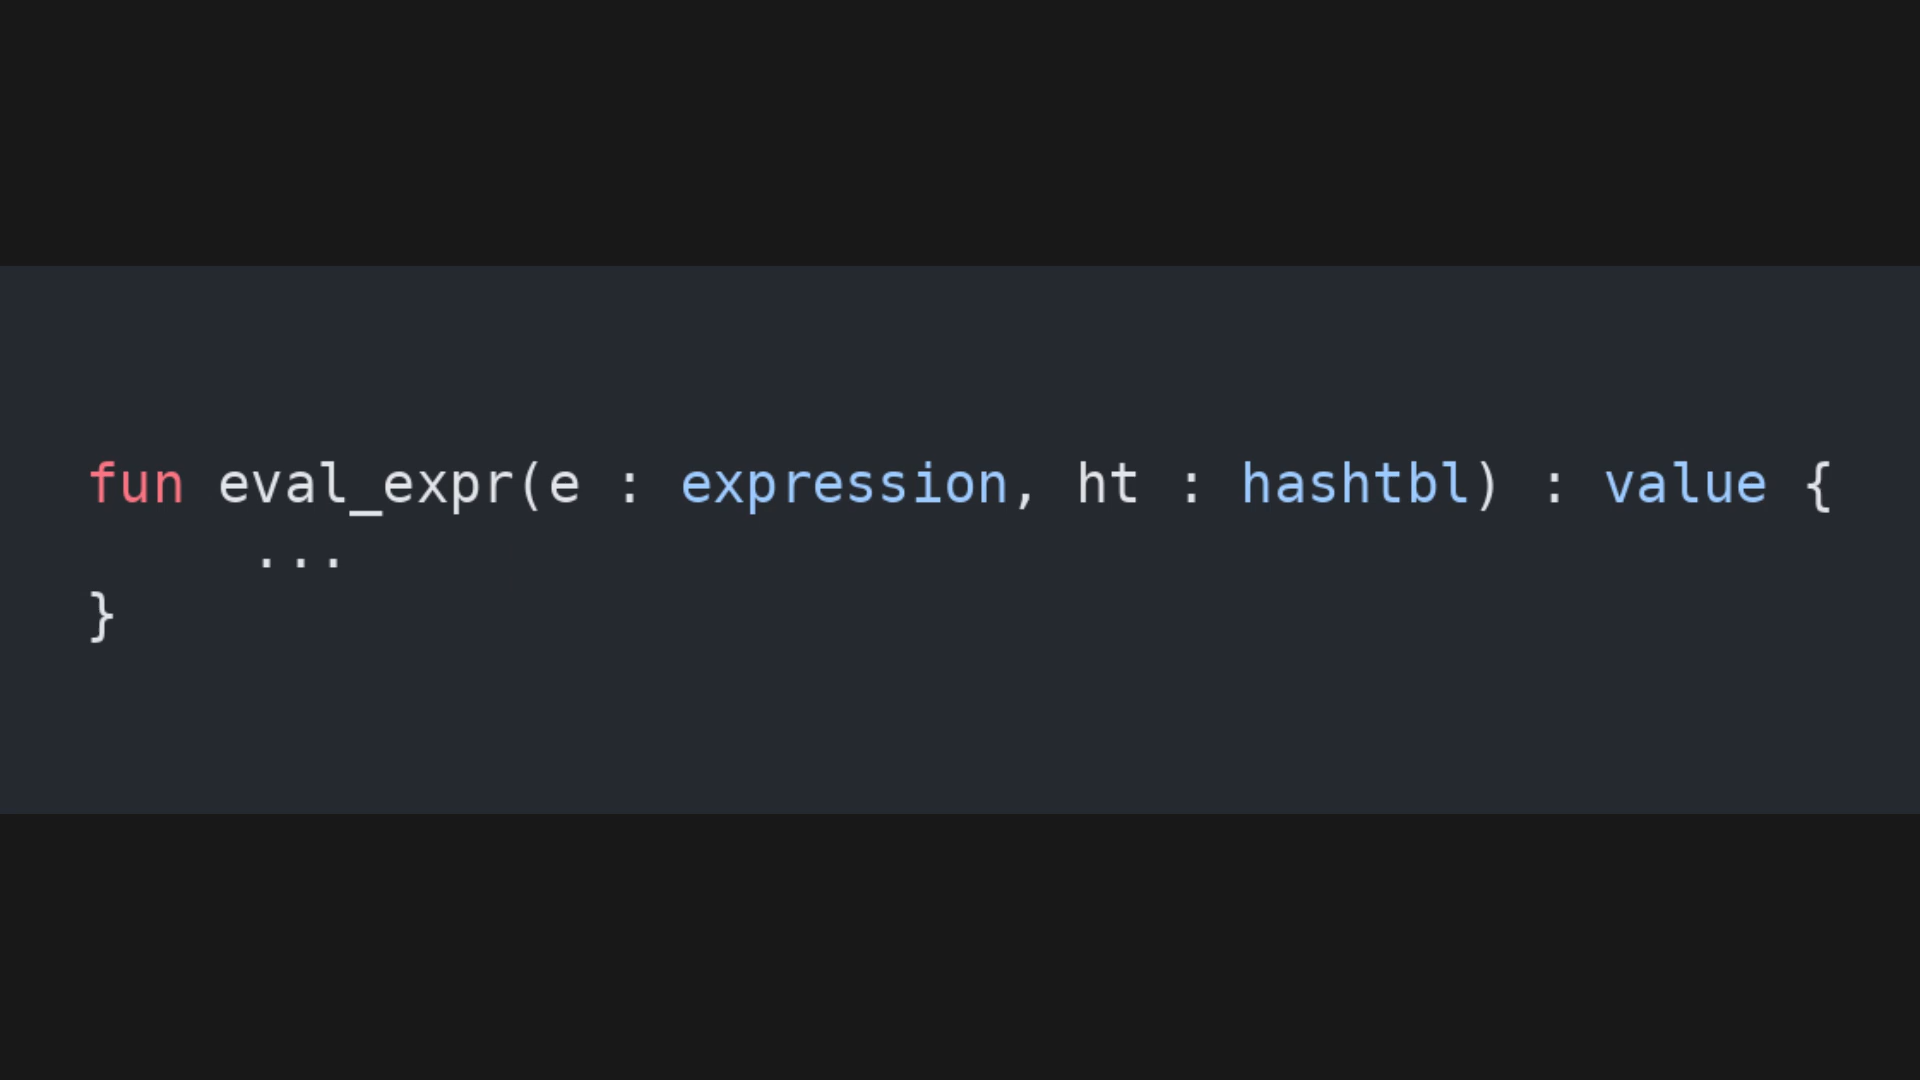 fun eval_expr(e : expression, ht : hashtbl) : value {
...
}